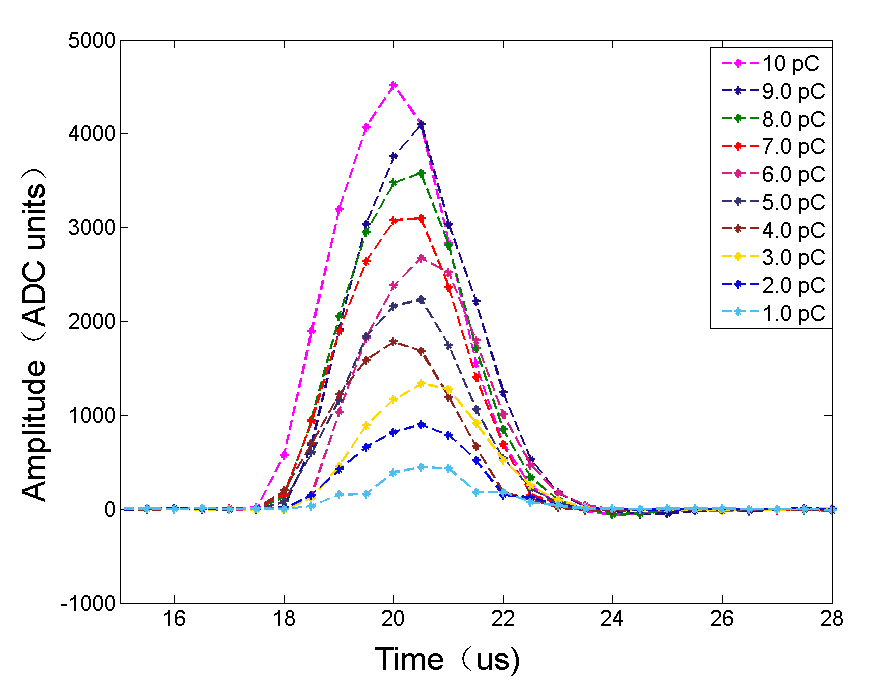 5000
4000
3000
2000
1000
0
-1000
16
18
20
22
24
26
28
Amplitude（ADC units）
Time（us)
10 pC
9.0 pC
8.0 pC
7.0 pC
6.0 pC
5.0 pC
4.0 pC
3.0 pC
2.0 pC
1.0 pC